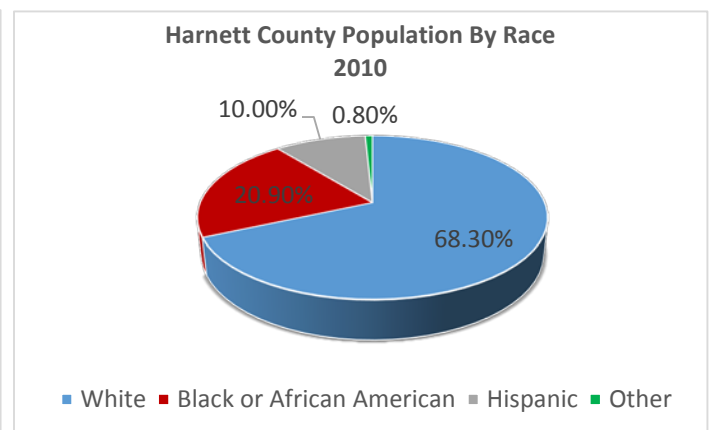 Harnett County Population By Race
2010
10.00% 0.80%
20.90%
68.30%
White Black or African American Hispanic Other